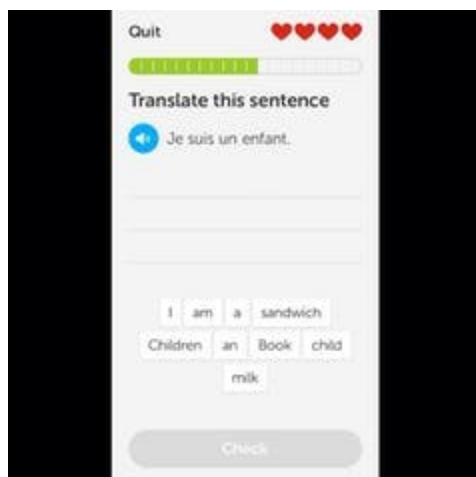 Quit
Translate this sentence
Je suis un enfant.
I am a sandwich
Children an Book child
milk
Check